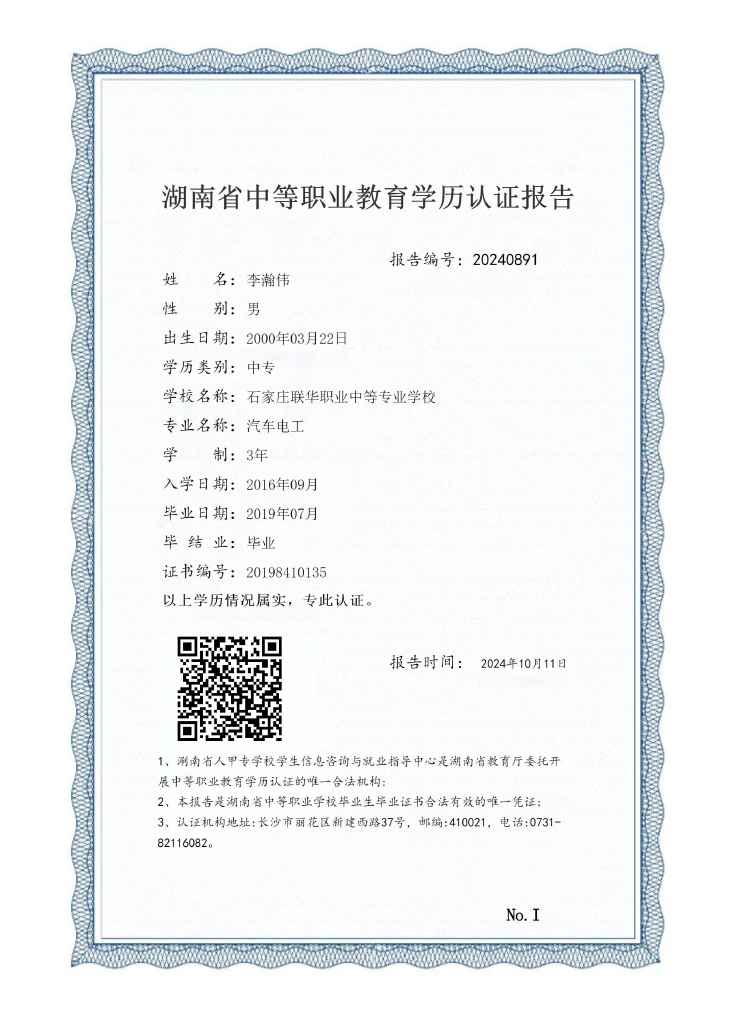 湖南省中等职业教育学历认证报告
报告编号：20240891
姓 名：李瀚伟
性 别：男
出生日期：2000年03月22日
学历类别：中专
学校名称：石家庄联华职业中等专业学校
专业名称：汽车电工
学 制：3年
入学日期：2016年09月
毕业日期：2019年07月
毕 结 业：毕业
证书编号：20198410135
以上学历情况属实，专此认证。
报告时间： 2024年10月11日
1、湖南省人甲专学校学生信息咨询与就业指导中心是湖南省教育厅委托开
展中等职业教育学历认证的唯一合法机构;
2、本报告是湖南省中等职业学校毕业生毕业证书合法有效的唯一凭证;
3、认证机构地址:长沙市丽花区新建西路37号，邮编:410021，电话:0731-
82116082。
No.I